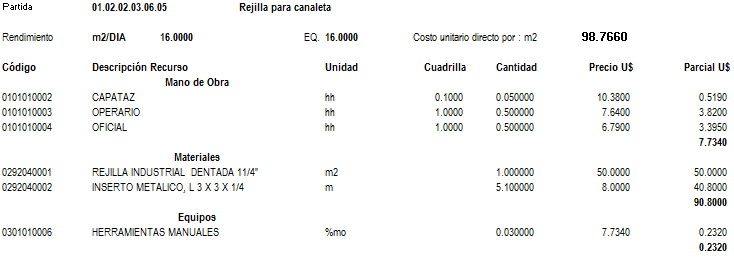 Partida 01.02.02.03.06.05 Rejilla para canaleta
Rendimiento m2/DIA 16.0000 EQ. 16.0000 Costo unitario directo por : m2 98.7660
Código Descripción Recurso Unidad Cuadrilla Cantidad Precio U$ Parcial U$
Mano de Obra
0101010002 CAPATAZ hh 0.1000 0.050000 10.3800 0.5190
0101010003 OPERARIO hh 1.0000 0.500000 7.6400 3.8200
0101010004 OFICIAL hh 1.0000 0.500000 6.7900 3.3950
7.7340
Materiales
0292040001 REJILLA INDUSTRIAL DENTADA 11/4" m2 1.000000 50.0000 50.0000
0292040002 INSERTO METALICO, L 3 X 3 X 1/4 m 5.100000 8.0000 40.8000
90.8000
Equipos
0301010006 HERRAMIENTAS MANUALES %mo 0.030000 7.7340 0.2320
0.2320